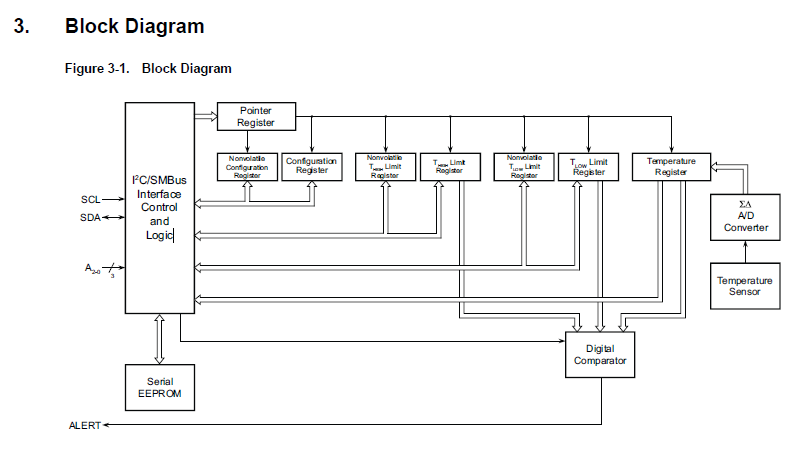 3. Block Diagram
Figure 3-1. Block Diagram
Pointer
Register
Nonvolatile
Configuration
Register
Configuration
Register
Nonvolatile
THIGH Limit
Register
THIGH Limit
Register
Nonvolatile
TLOW Limit
Register
TLOW Limit
Register
Temperature
Register
I²C/SMBus
Interface
Control
and
Logic
SCL
SDA
A2-0
3
ΣΔ
A/D
Converter
Temperature
Sensor
Digital
Comparator
Serial
EEPROM
ALERT